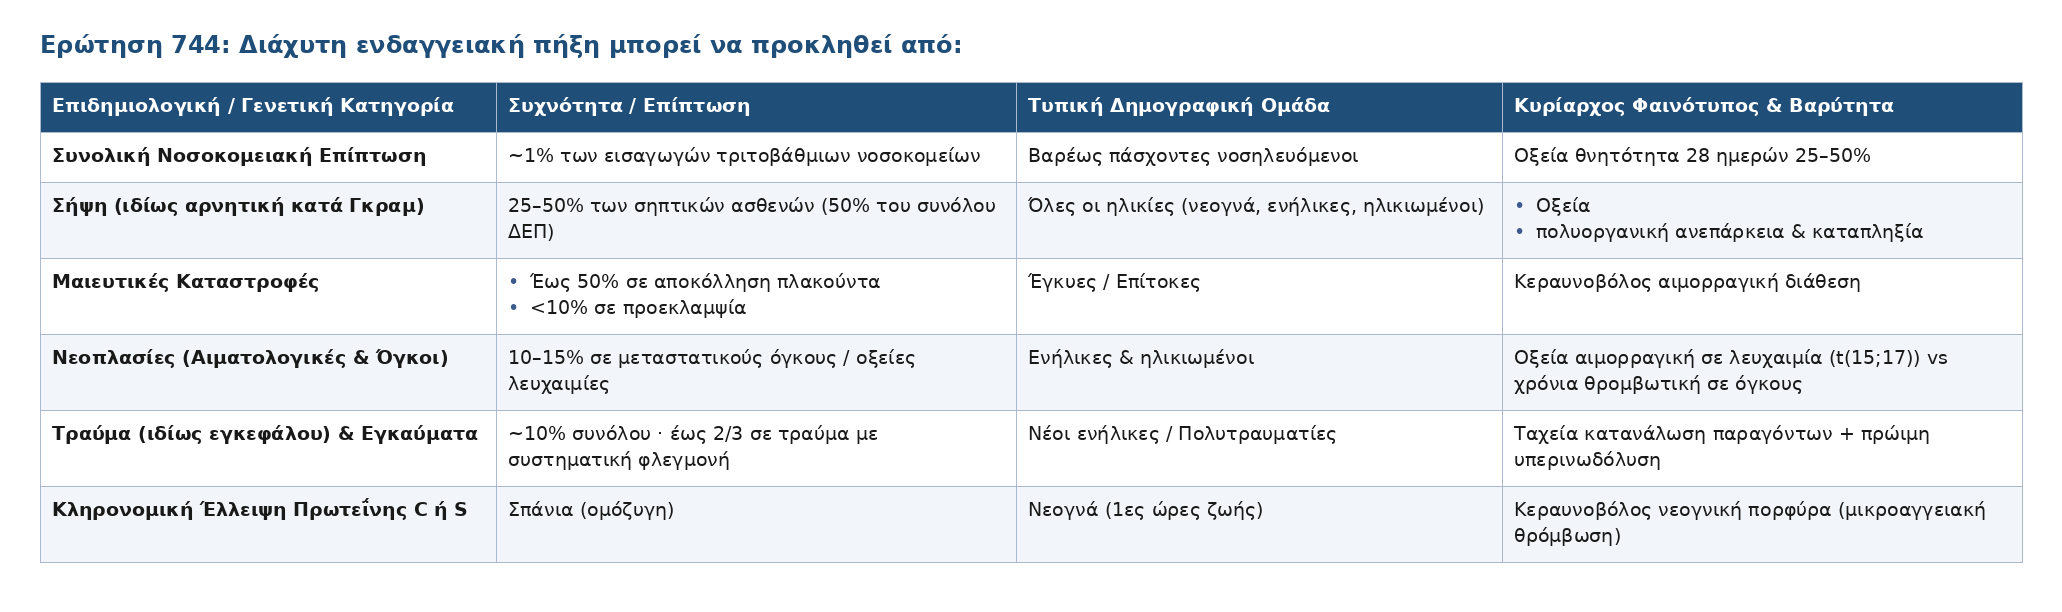 Ερώτηση 744: Διάχυτη ενδαγγειακή πήξη μπορεί να προκληθεί από:
Επιδημιολογική / Γενετική Κατηγορία
Συχνότητα / Επίπτωση
Τυπική Δημογραφική Ομάδα
Κυρίαρχος Φαινότυπος & Βαρύτητα
Συνολική Νοσοκομειακή Επίπτωση
~1% των εισαγωγών τριτοβάθμιων νοσοκομείων
Βαρέως πάσχοντες νοσηλευόμενοι
Οξεία θνητότητα 28 ημερών 25–50%
Σήψη (ιδίως αρνητική κατά Γκραμ)
25–50% των σηπτικών ασθενών (50% του συνόλου
ΔΕΠ)
Όλες οι ηλικίες (νεογνά, ενήλικες, ηλικιωμένοι)
• Οξεία
• πολυοργανική ανεπάρκεια & καταπληξία
Μαιευτικές Καταστροφές
• Έως 50% σε αποκόλληση πλακούντα
• <10% σε προεκλαμψία
Έγκυες / Επίτοκες
Κεραυνοβόλος αιμορραγική διάθεση
Νεοπλασίες (Αιματολογικές & Όγκοι)
10–15% σε μεταστατικούς όγκους / οξείες
λευχαιμίες
Ενήλικες & ηλικιωμένοι
Οξεία αιμορραγική σε λευχαιμία (t(15;17)) vs
χρόνια θρομβωτική σε όγκους
Τραύμα (ιδίως εγκεφάλου) & Εγκαύματα
~10% συνόλου · έως 2/3 σε τραύμα με
συστηματική φλεγμονή
Νέοι ενήλικες / Πολυτραυματίες
Ταχεία κατανάλωση παραγόντων + πρώιμη
υπερινωδόλυση
Κληρονομική Έλλειψη Πρωτεΐνης C ή S
Σπάνια (ομόζυγη)
Νεογνά (1ες ώρες ζωής)
Κεραυνοβόλος νεογνική πορφύρα (μικροαγγειακή
θρόμβωση)